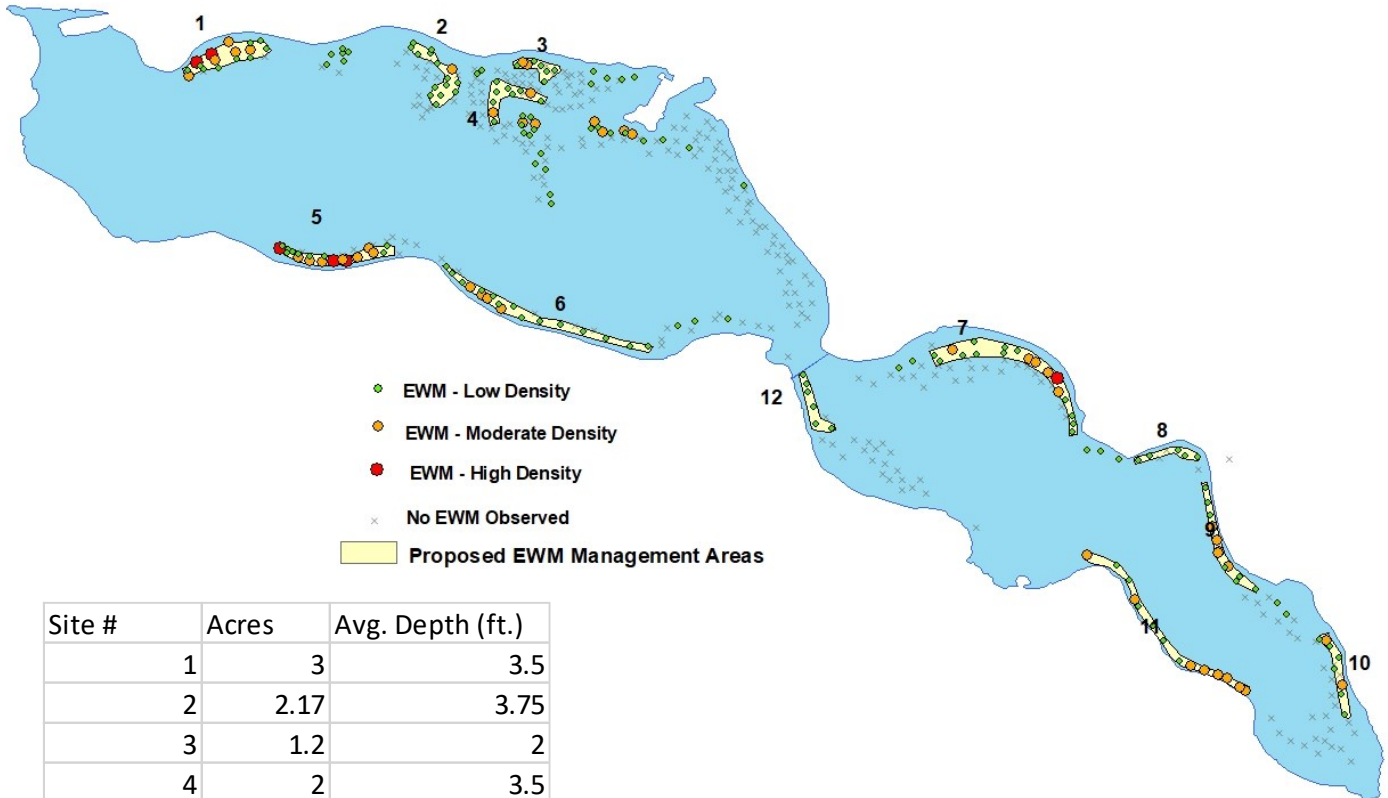 1
2
3
4
5
6
7
8
9
10
11
12
EWM - Low Density
EWM - Moderate Density
EWM - High Density
No EWM Observed
Proposed EWM Management Areas
Site # Acres Avg. Depth (ft.)
1 3 3.5
2 2.17 3.75
3 1.2 2
4 2 3.5